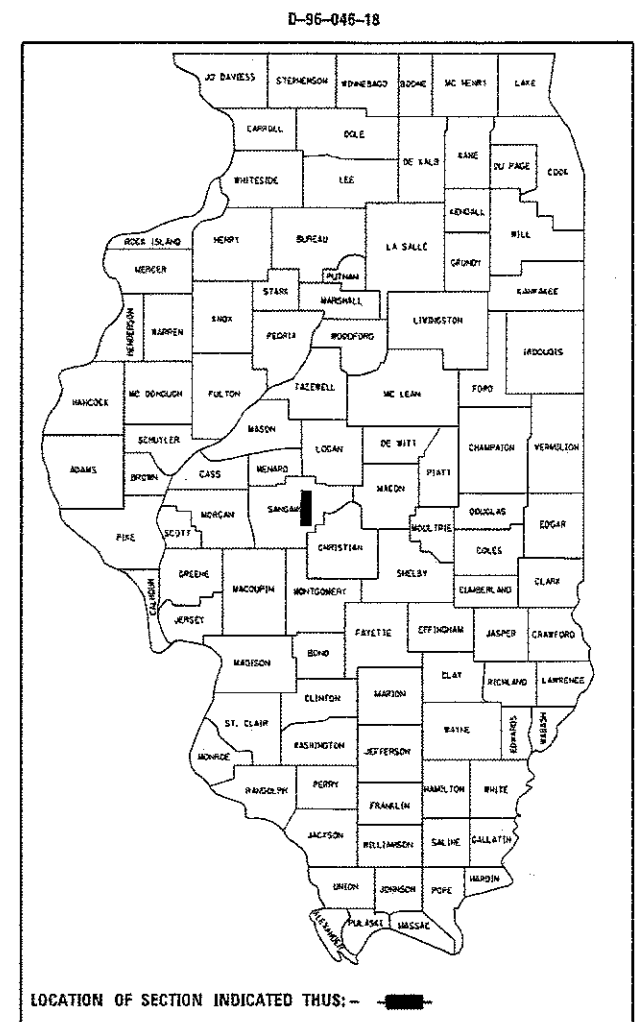 D-96-046-18
JO DAVIESS STEPHENSON WINNEBAGO BOONE MC HENRY LAKE
CARROLL OGLE DE KALB KANE DU PAGE COOK
WHITESIDE LEE
KENDALL
ROCK ISLAND HENRY BUREAU LA SALLE WILL
MERCER PUTNAM GRUNDY
STARK MARSHALL KANKAKEE
HENDERSON WARREN KNOX PEORIA WOODFORD LIVINGSTON IROQUOIS
HANCOCK MC DONOUGH FULTON TAZEWELL MC LEAN FORD
MASON
SCHUYLER LOGAN DE WITT CHAMPAIGN VERMILION
ADAMS BROWN CASS MENARD PIATT
MACON
PIKE SCOTT MORGAN SANGAM DOUGLAS
MOULTRIE EDGAR
CHRISTIAN COLES
CALHOUN GREENE MACOUPIN MONTGOMERY SHELBY CUMBERLAND CLARK
JERSEY
FAYETTE EFFINGHAM JASPER CRAWFORD
MADISON BOND
CLINTON MARION CLAY RICHLAND LAWRENCE
ST. CLAIR WAYNE EDWARDS WABASH
MONROE WASHINGTON JEFFERSON
RANDOLPH PERRY HAMILTON WHITE
FRANKLIN
JACKSON WILLIAMSON SALINE GALLATIN
UNION JOHNSON POPE HARDIN
ALEXANDER PULASKI MASSAC
LOCATION OF SECTION INDICATED THUS: -